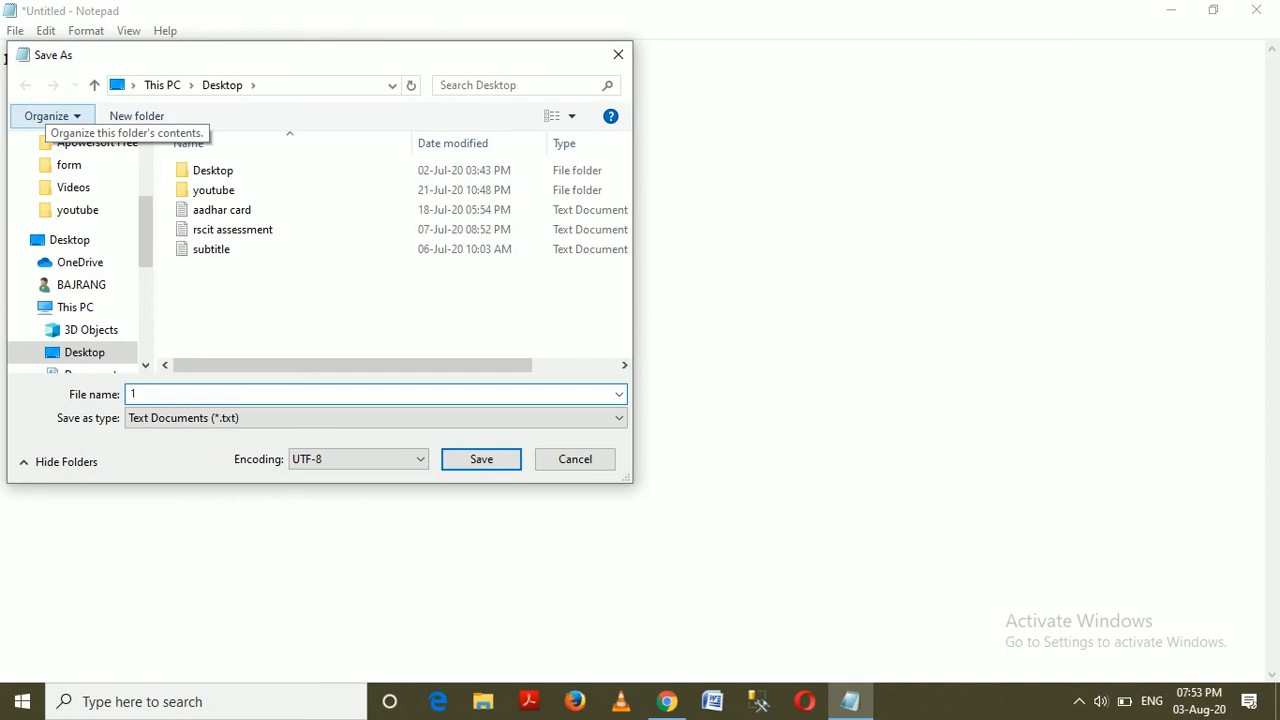 *Untitled - Notepad
File Edit Format View Help
Save As
This PC Desktop
Search Desktop
Organize New folder
Organize this folder's contents.
Name Date modified Type
form
Videos
youtube
Desktop
OneDrive
BAJRANG
This PC
3D Objects
Desktop
Desktop 02-Jul-20 03:43 PM File folder
youtube 21-Jul-20 10:48 PM File folder
aadhar card 18-Jul-20 05:54 PM Text Document
rscit assessment 07-Jul-20 08:52 PM Text Document
subtitle 06-Jul-20 10:03 AM Text Document
File name: 1
Save as type: Text Documents (*.txt)
Hide Folders
Encoding: UTF-8
Save Cancel
Activate Windows
Go to Settings to activate Windows.
Type here to search
ENG
07:53 PM
03-Aug-20